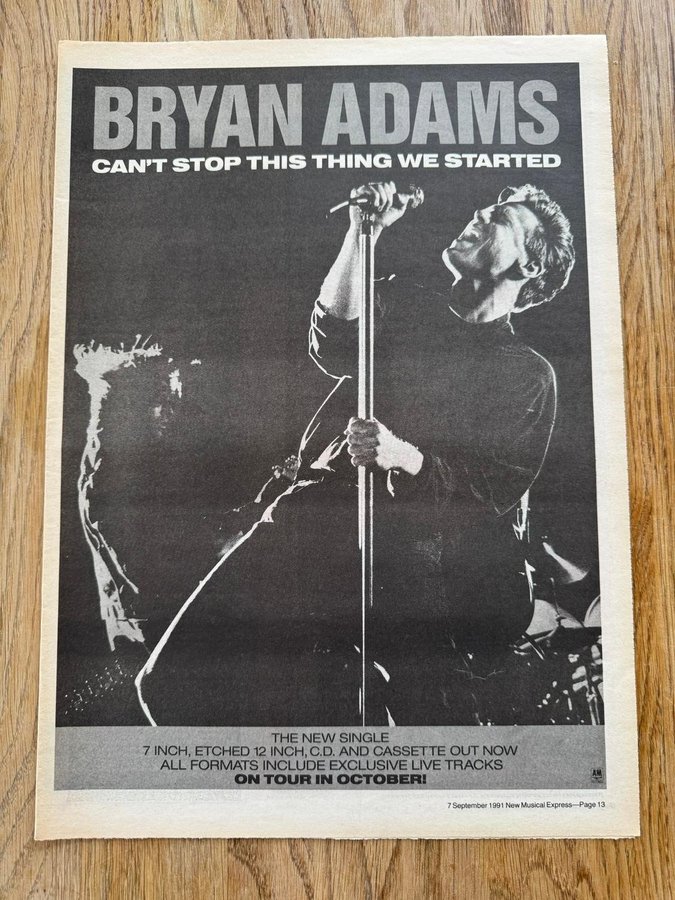 BRYAN ADAMS
CAN'T STOP THIS THING WE STARTED
THE NEW SINGLE
7 INCH, ETCHED 12 INCH, C.D. AND CASSETTE OUT NOW
ALL FORMATS INCLUDE EXCLUSIVE LIVE TRACKS
ON TOUR IN OCTOBER!
A&M
7 September 1991 New Musical Express—Page 13